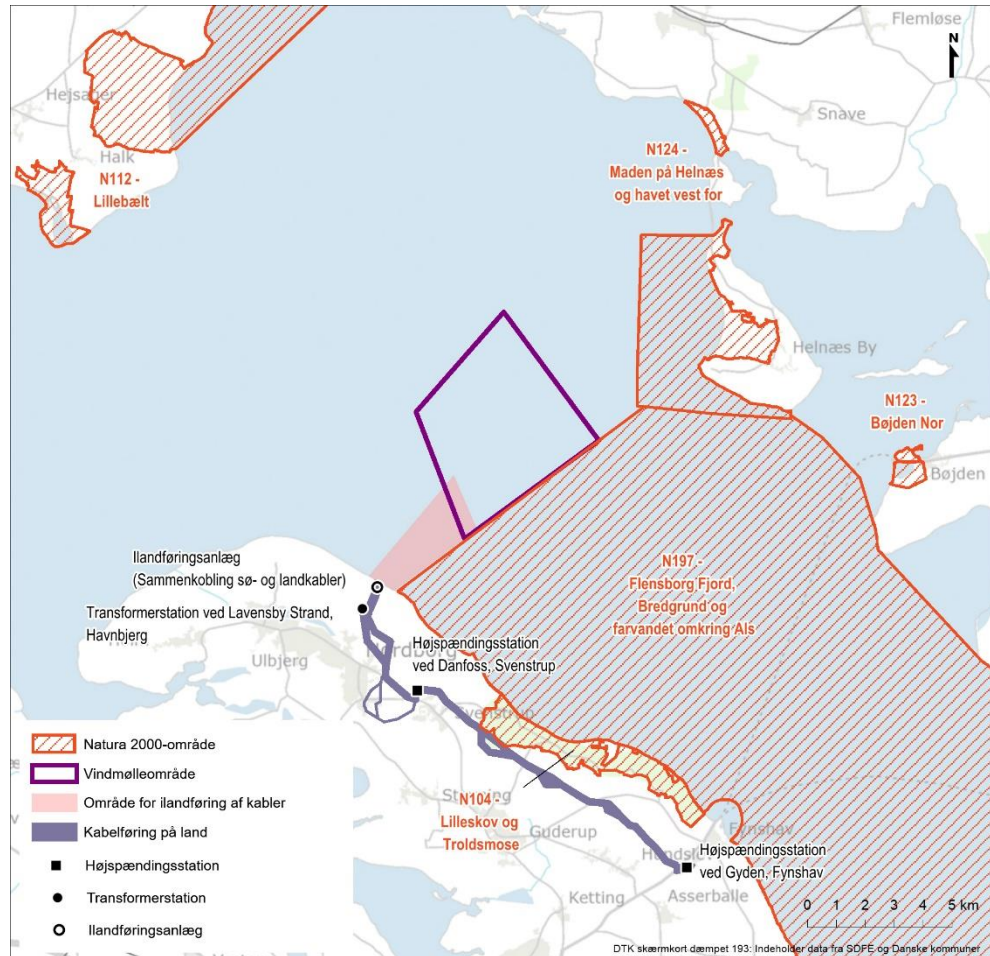 Flemløse
N
Hejsager
Snave
Halk
N112 -
Lillebælt
N124 -
Maden på Helnæs
og havet vest for
Helnæs By
N123 -
Bøjden Nor
Bøjden
Ilandføringsanlæg
(Sammenkobling sø- og landkabler)
Transformerstation ved Lavensby Strand,
Havnbjerg
N197 -
Flensborg Fjord,
Bredgrund og
farvandet omkring Als
Højspændingsstation
ved Danfoss, Svenstrup
Ulbjerg
N104 -
Lilleskov og
Troldsmose
Guderup
Fynshav
Højspændingsstation
ved Gyden, Fynshav
Ketting
Asserballe
Natura 2000-område
Vindmølleområde
Område for ilandføring af kabler
Kabelføring på land
Højspændingsstation
Transformerstation
Ilandføringsanlæg
0 1 2 3 4 5 km
DTK skærmkort dæmpet 193: Indeholder data fra SDFE og Danske kommuner